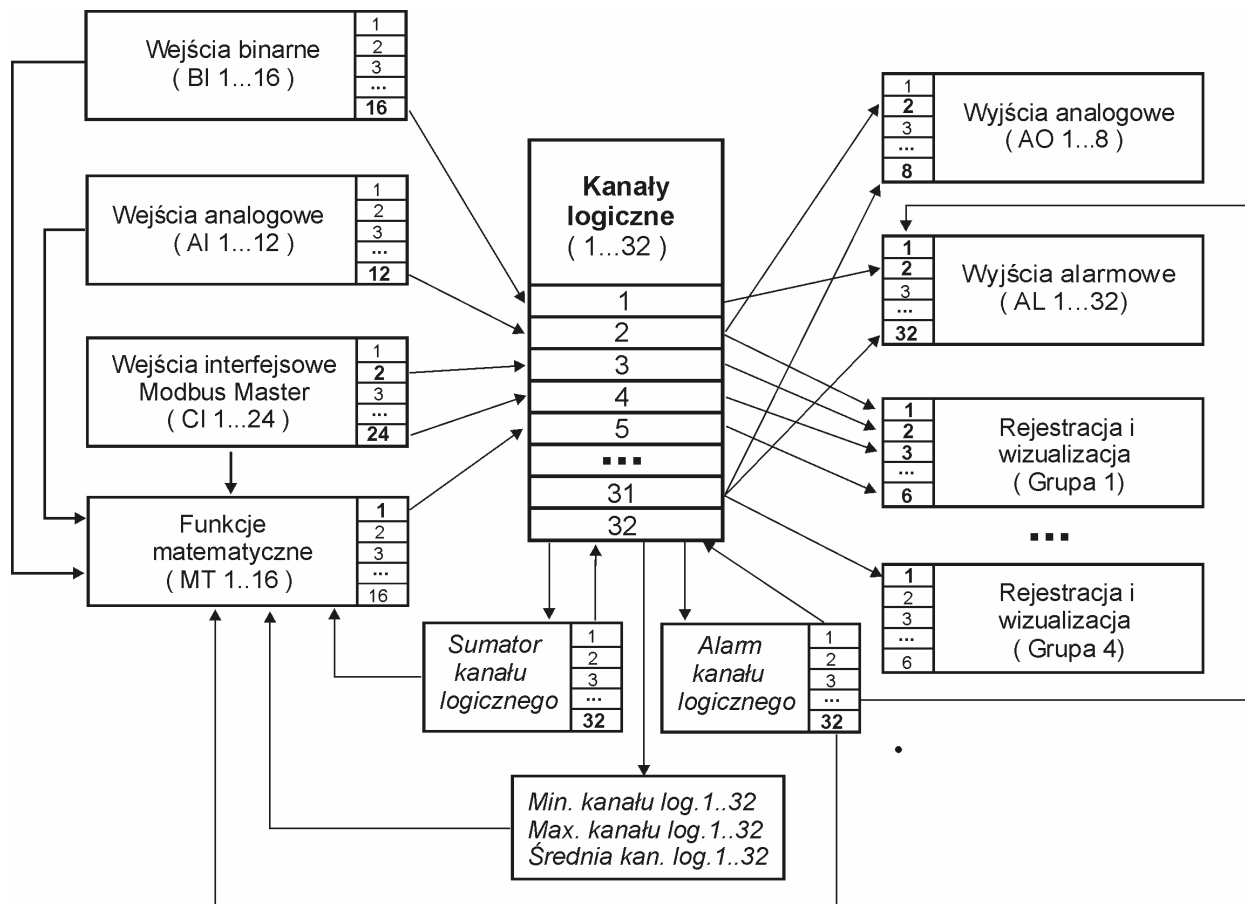 Wejścia binarne
( BI 1...16 )
1
2
3
...
16
Wejścia analogowe
( AI 1...12 )
1
2
3
...
12
Wejścia interfejsowe
Modbus Master
( CI 1...24 )
1
2
3
...
24
Funkcje
matematyczne
( MT 1..16 )
1
2
3
...
16
Kanały
logiczne
( 1...32 )
1
2
3
4
5
...
31
32
Sumator
kanału
logicznego
1
2
3
...
32
Alarm
kanału
logicznego
1
2
3
...
32
Min. kanału log.1..32
Max. kanału log.1..32
Średnia kan. log.1..32
1
2
3
...
8
Wyjścia analogowe
( AO 1...8 )
1
2
3
...
32
Wyjścia alarmowe
( AL 1...32)
1
2
3
...
6
Rejestracja i
wizualizacja
( Grupa 1)
...
1
2
3
...
6
Rejestracja i
wizualizacja
( Grupa 4)